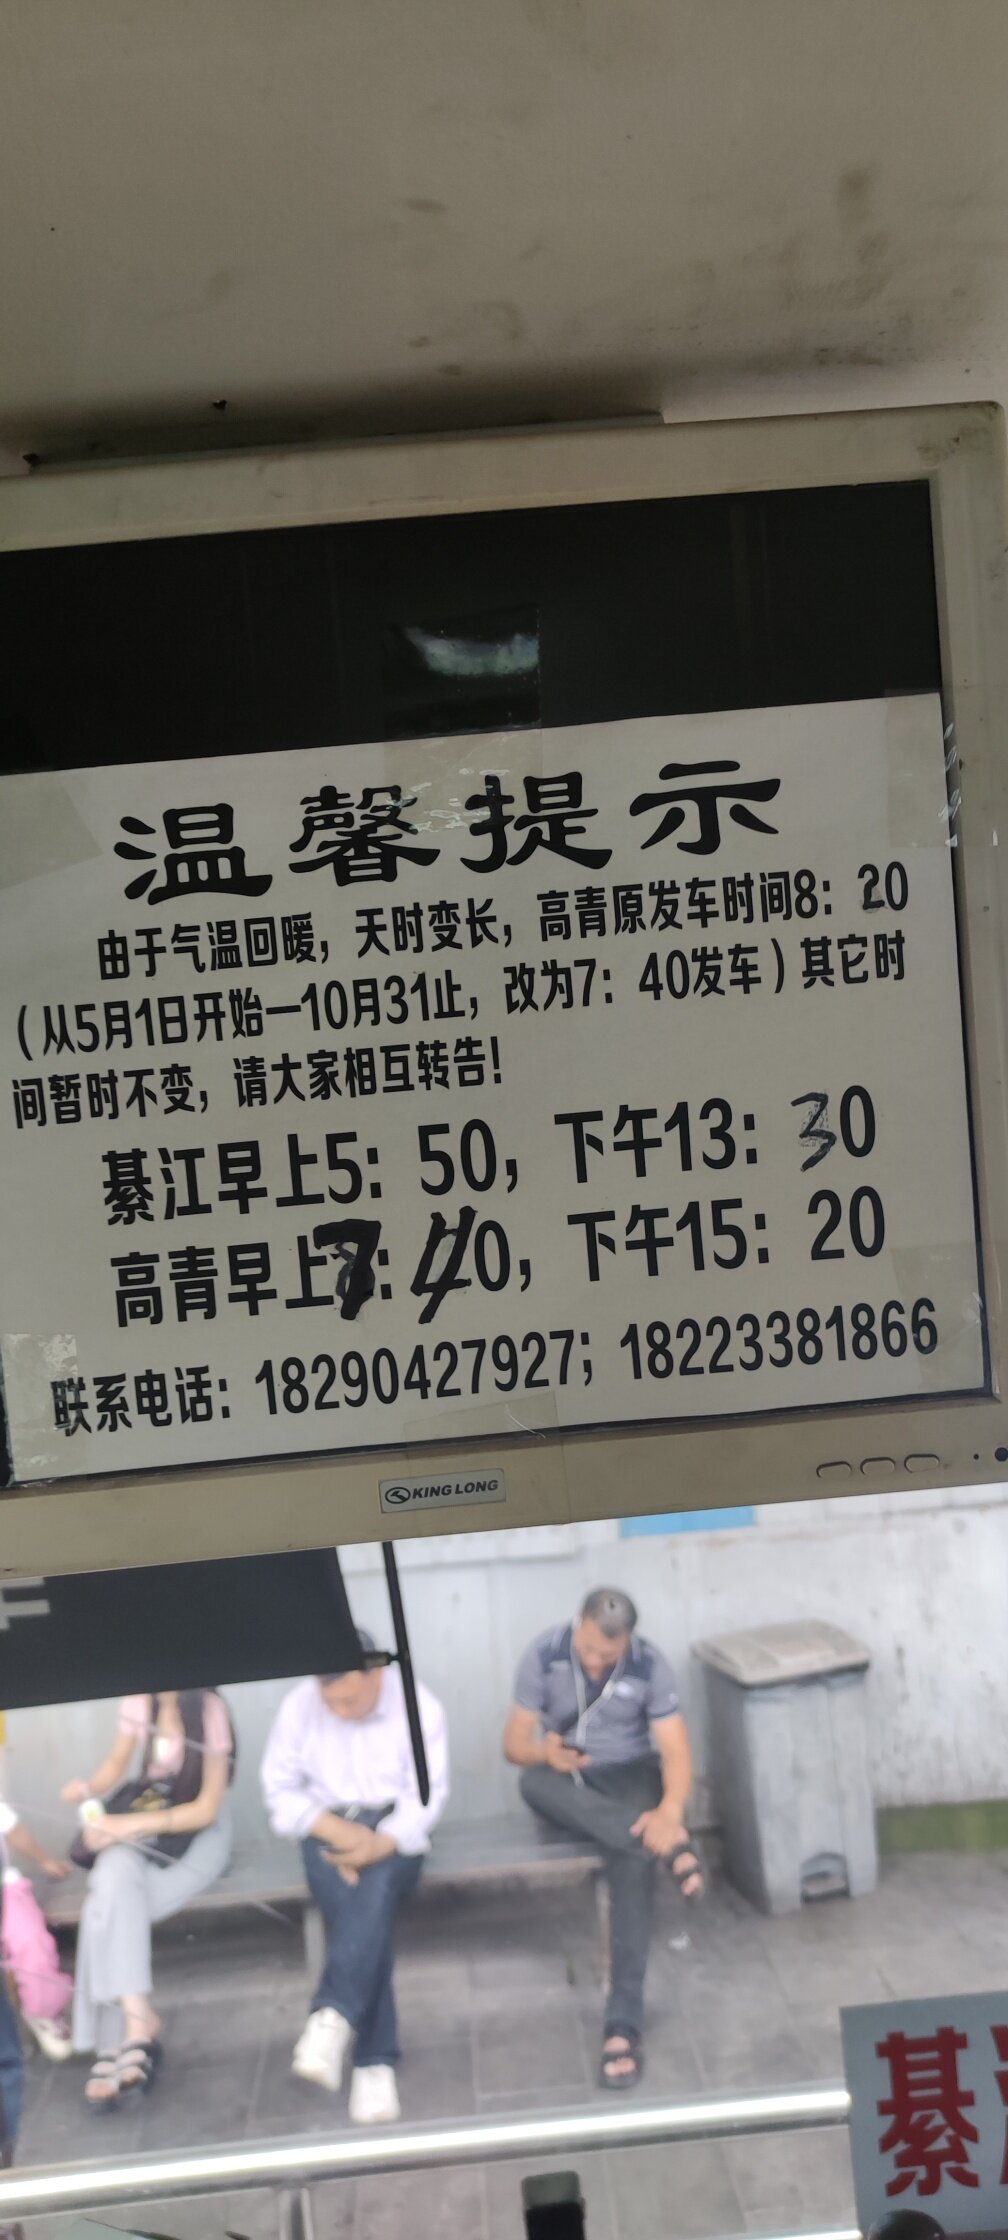 温馨提示
由于气温回暖，天时变长，高青原发车时间8：20
（从5月1日开始—10月31止，改为7：40发车）其它时
间暂时不变，请大家相互转告！
綦江早上5：50，下午13：30
高青早上7：40，下午15：20
联系电话：18290427927；18223381866
KING LONG
綦